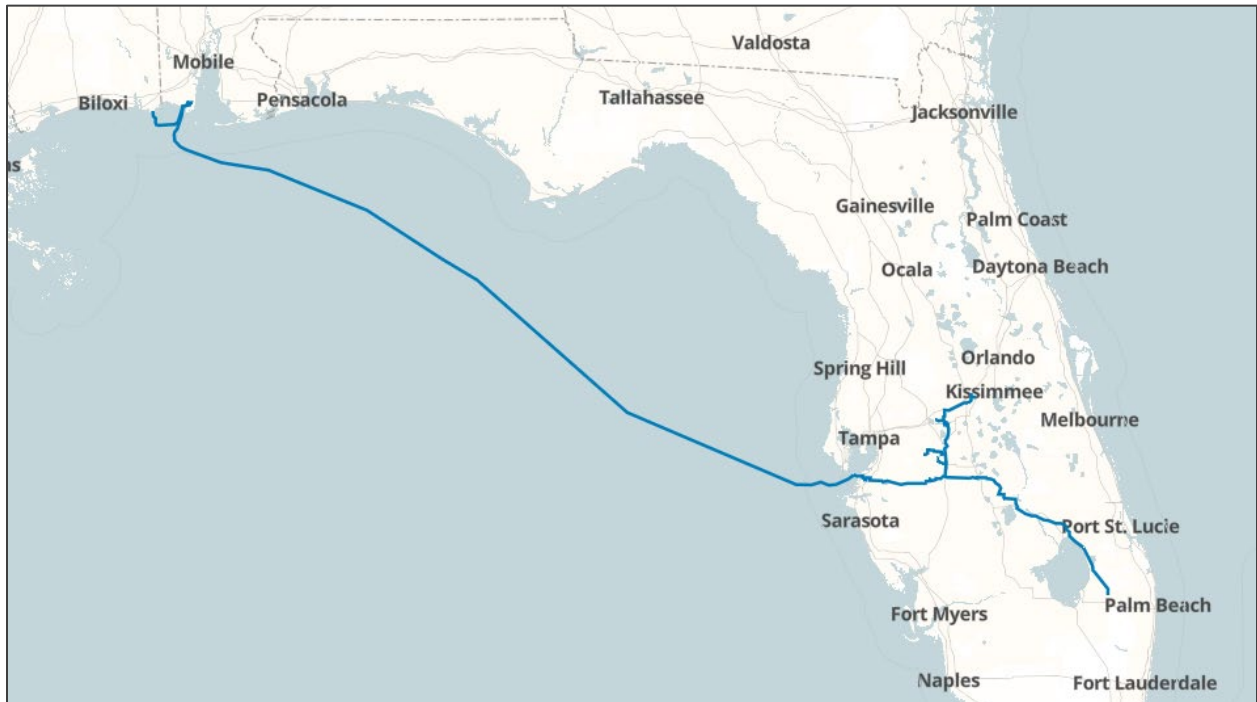 Valdosta
Mobile
Tallahassee
Biloxi
Pensacola
Jacksonville
ns
Gainesville
Palm Coast
Ocala
Daytona Beach
Orlando
Spring Hill
Kissimmee
Melbourne
Tampa
Sarasota
Port St. Lucie
Palm Beach
Fort Myers
Naples
Fort Lauderdale